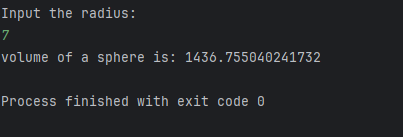 Input the radius:
7
volume of a sphere is: 1436.755040241732
Process finished with exit code 0